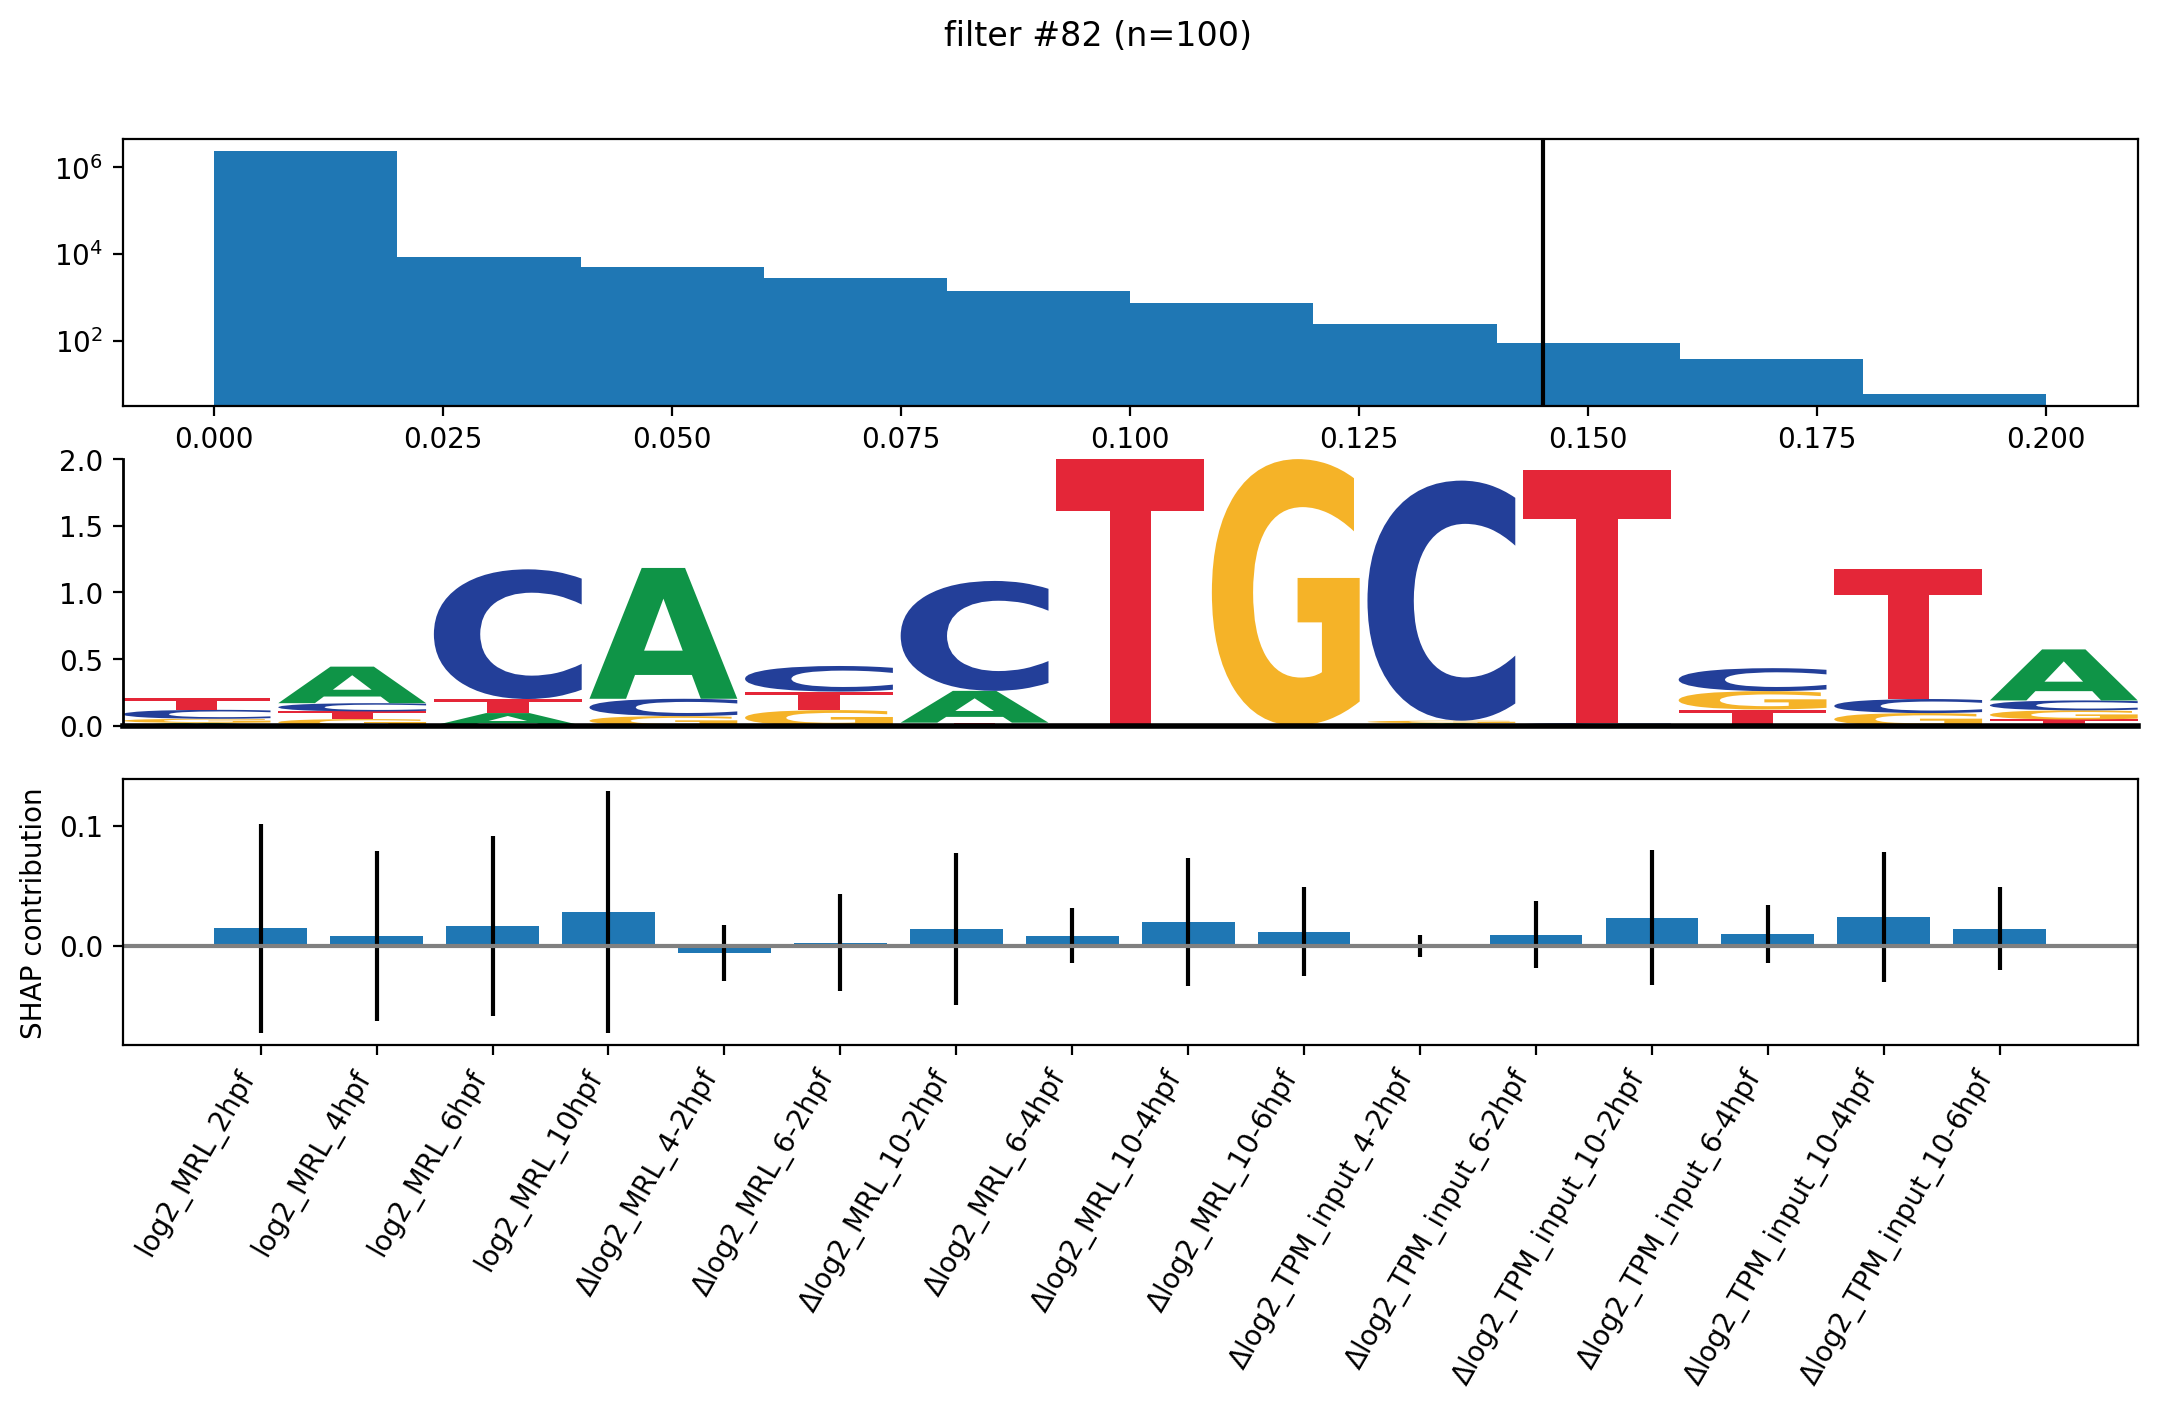 filter #82 (n=100)
10^6
10^4
10^2
0.000 0.025 0.050 0.075 0.100 0.125 0.150 0.175 0.200
2.0
1.5
1.0
0.5
0.0
T A C A C C T G C T C T A
C C T C T A G G C C
G T A G G T G G
G T
SHAP contribution
0.1
0.0
log2_MRL_2hpf
log2_MRL_4hpf
log2_MRL_6hpf
log2_MRL_10hpf
Δlog2_MRL_4-2hpf
Δlog2_MRL_6-2hpf
Δlog2_MRL_10-2hpf
Δlog2_MRL_6-4hpf
Δlog2_MRL_10-4hpf
Δlog2_MRL_10-6hpf
Δlog2_TPM_input_4-2hpf
Δlog2_TPM_input_6-2hpf
Δlog2_TPM_input_10-2hpf
Δlog2_TPM_input_6-4hpf
Δlog2_TPM_input_10-4hpf
Δlog2_TPM_input_10-6hpf